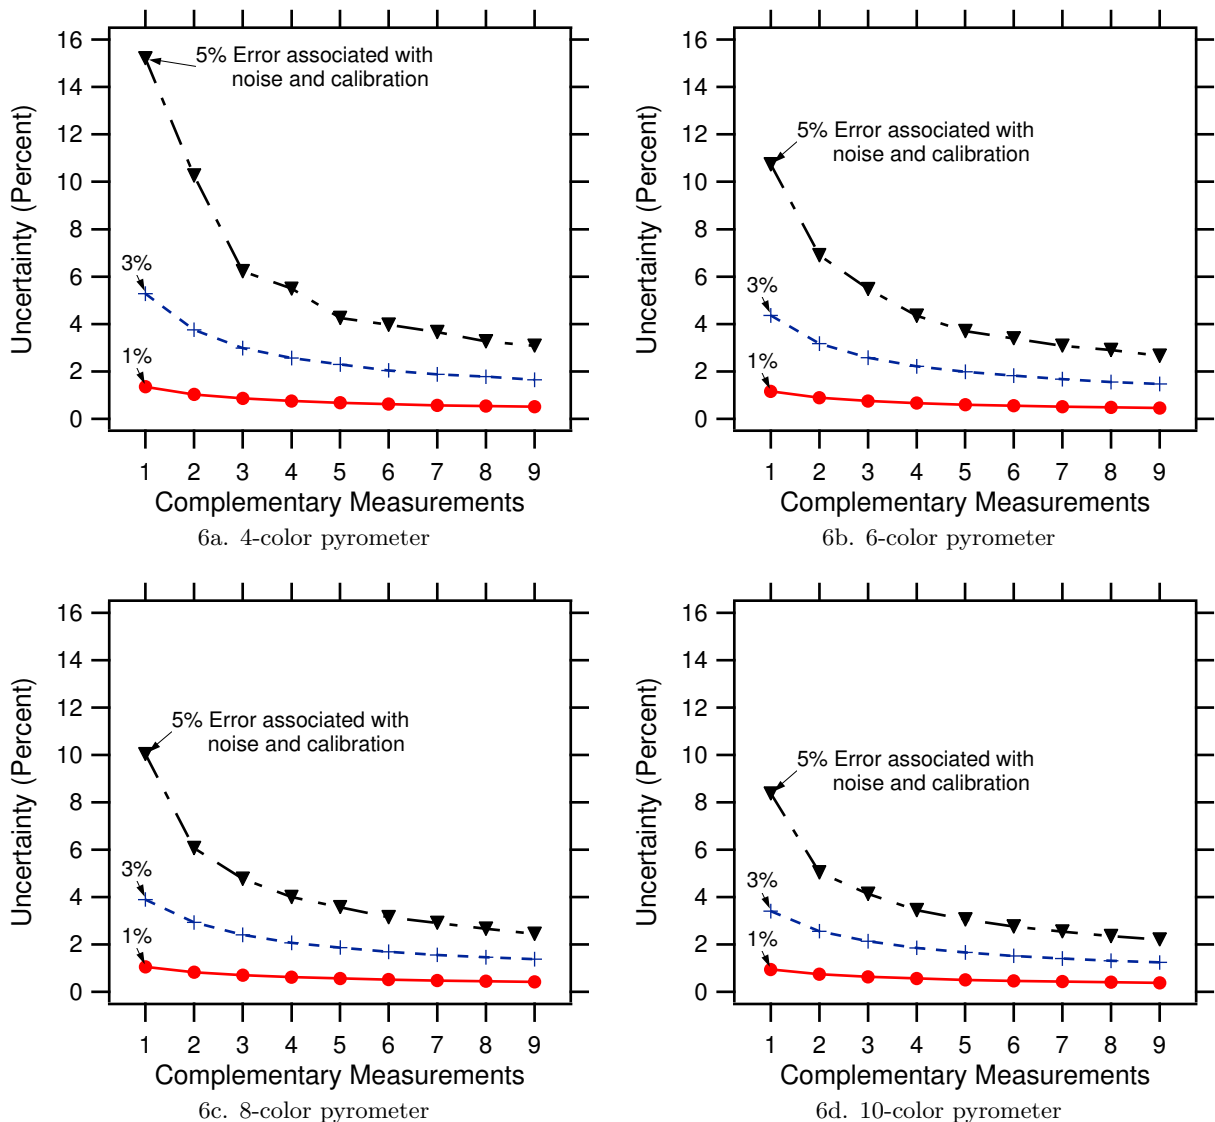 16
14
12
10
8
6
4
2
0
Uncertainty (Percent)
5% Error associated with
noise and calibration
3%
1%
1 2 3 4 5 6 7 8 9
Complementary Measurements
6a. 4-color pyrometer
16
14
12
10
8
6
4
2
0
Uncertainty (Percent)
5% Error associated with
noise and calibration
3%
1%
1 2 3 4 5 6 7 8 9
Complementary Measurements
6b. 6-color pyrometer
16
14
12
10
8
6
4
2
0
Uncertainty (Percent)
5% Error associated with
noise and calibration
3%
1%
1 2 3 4 5 6 7 8 9
Complementary Measurements
6c. 8-color pyrometer
16
14
12
10
8
6
4
2
0
Uncertainty (Percent)
5% Error associated with
noise and calibration
3%
1%
1 2 3 4 5 6 7 8 9
Complementary Measurements
6d. 10-color pyrometer